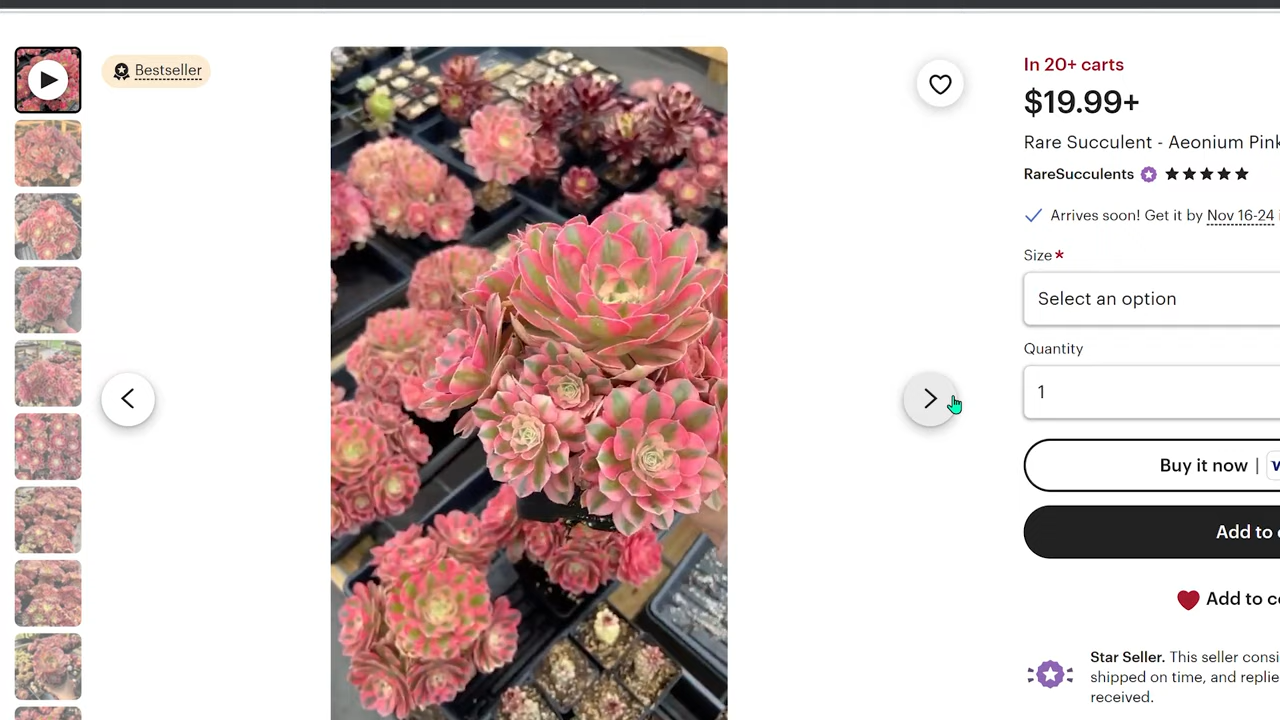 Bestseller
In 20+ carts
$19.99+
Rare Succulent - Aeonium Pink
RareSucculents
Arrives soon! Get it by Nov 16-24
Size *
Select an option
Quantity
1
Buy it now |
Add to
Add to
Star Seller. This seller consi
shipped on time, and replie
received.